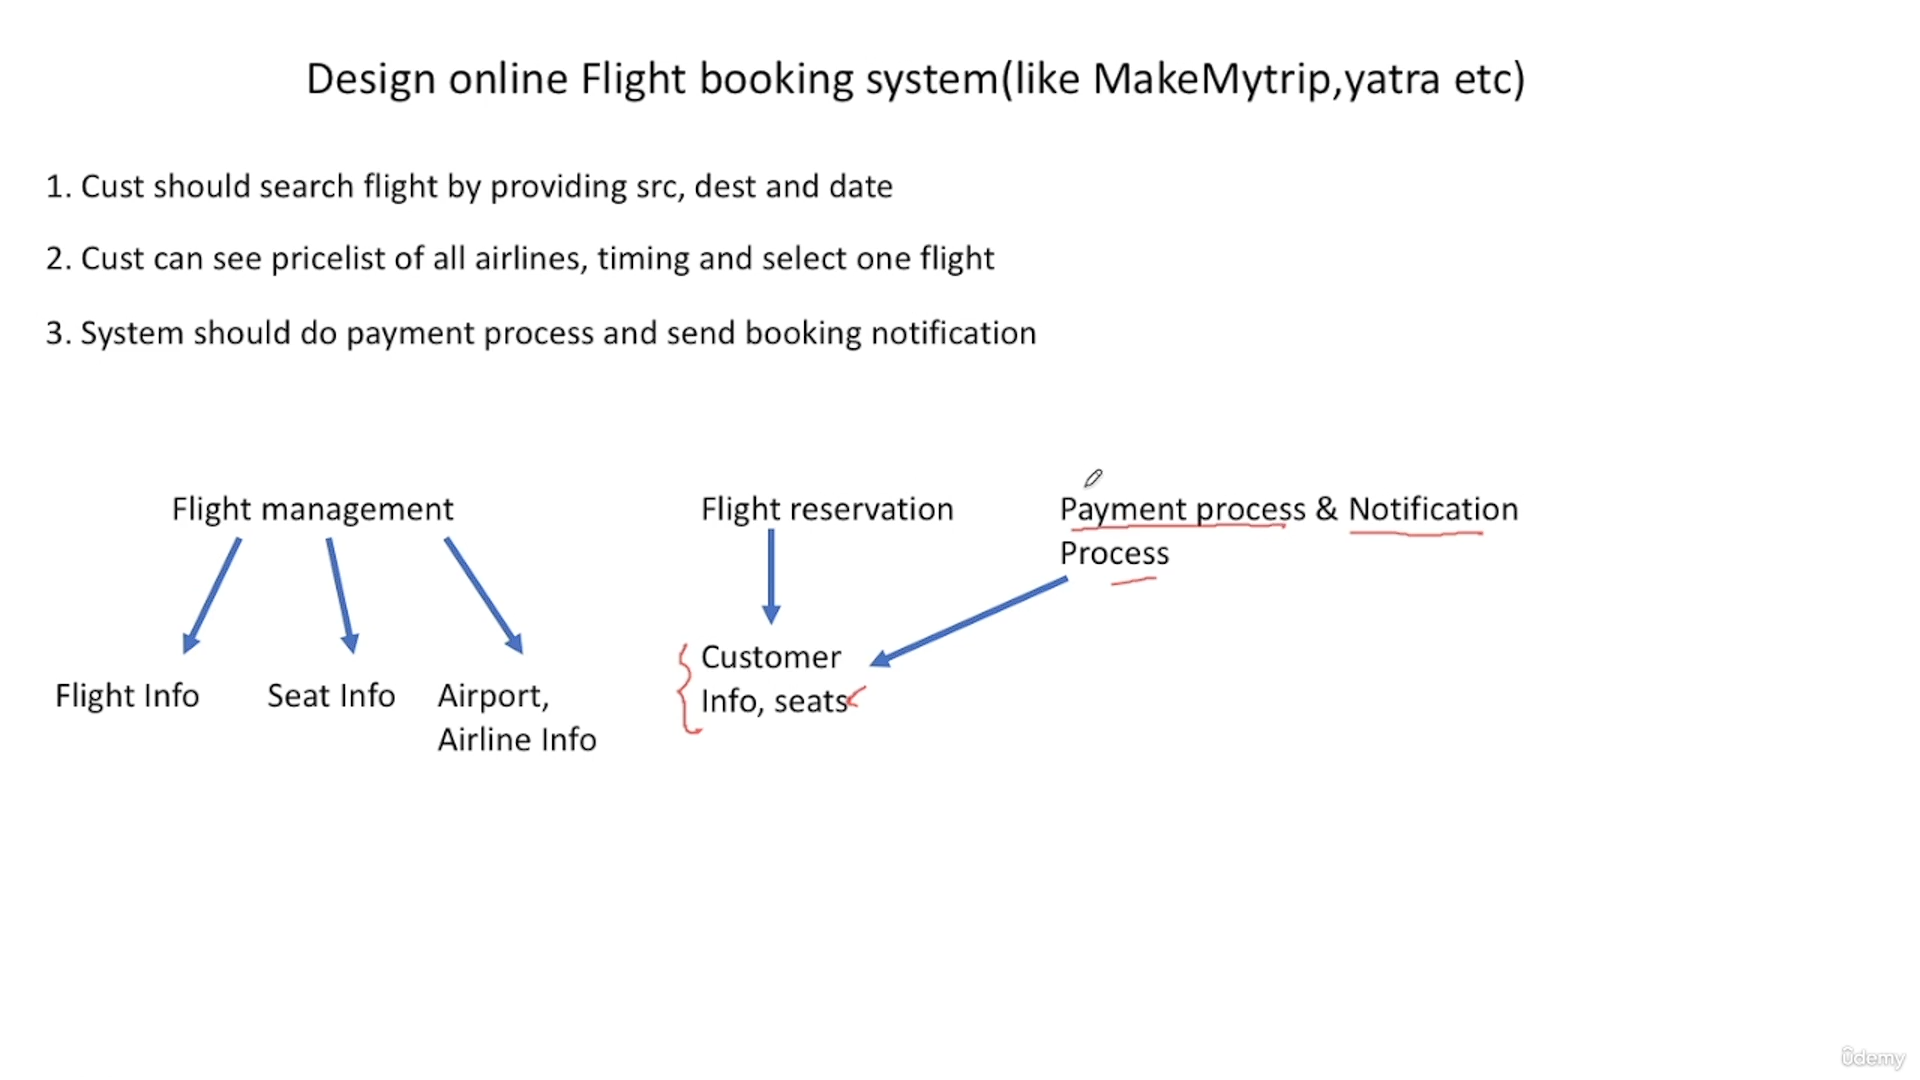 Design online Flight booking system(like MakeMytrip,yatra etc)
1. Cust should search flight by providing src, dest and date
2. Cust can see pricelist of all airlines, timing and select one flight
3. System should do payment process and send booking notification
Flight management
Flight reservation
Payment process & Notification
Process
Flight Info
Seat Info
Airport,
Airline Info
Customer
Info, seats
ûdemy